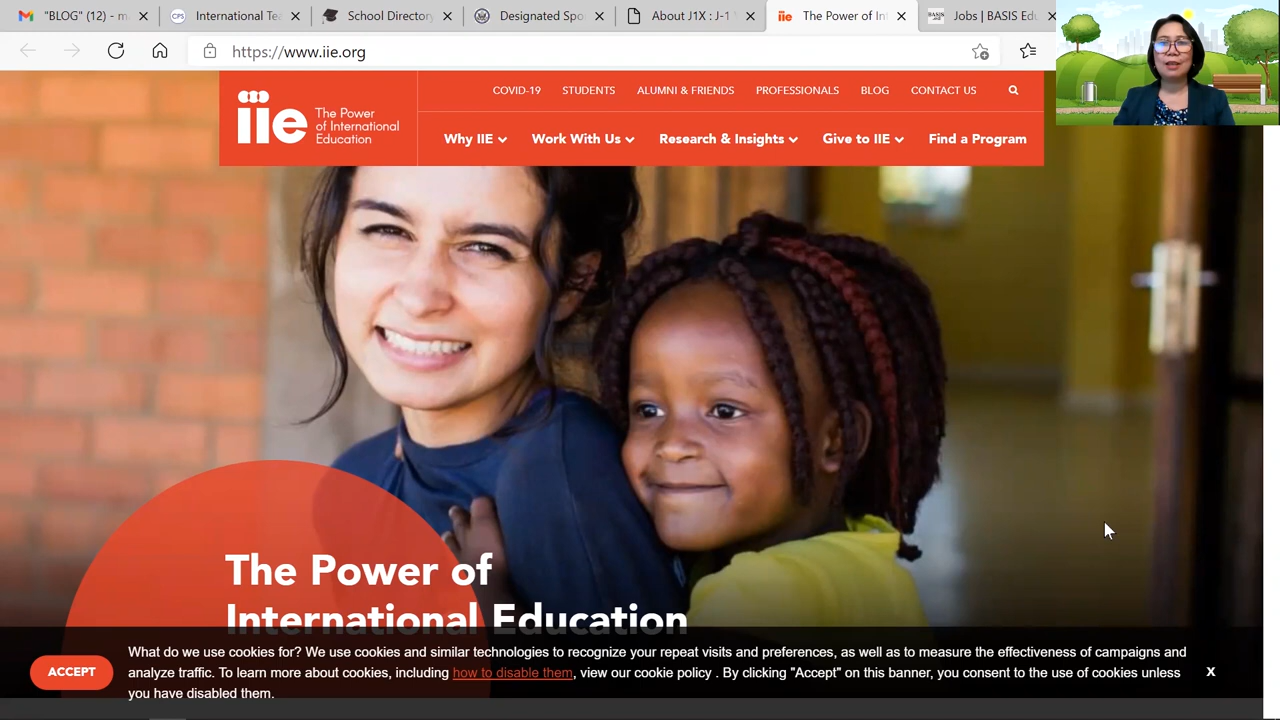 "BLOG" (12) - m
International Te
School Directory
Designated Spo
About J1X : J-1
The Power of In
Jobs | BASIS Edu
https://www.iie.org
COVID-19 STUDENTS ALUMNI & FRIENDS PROFESSIONALS BLOG CONTACT US
iie The Power
of International
Education
Why IIE Work With Us Research & Insights Give to IIE Find a Program
The Power of
International Education
What do we use cookies for? We use cookies and similar technologies to recognize your repeat visits and preferences, as well as to measure the effectiveness of campaigns and
ACCEPT analyze traffic. To learn more about cookies, including how to disable them, view our cookie policy . By clicking "Accept" on this banner, you consent to the use of cookies unless X
you have disabled them.